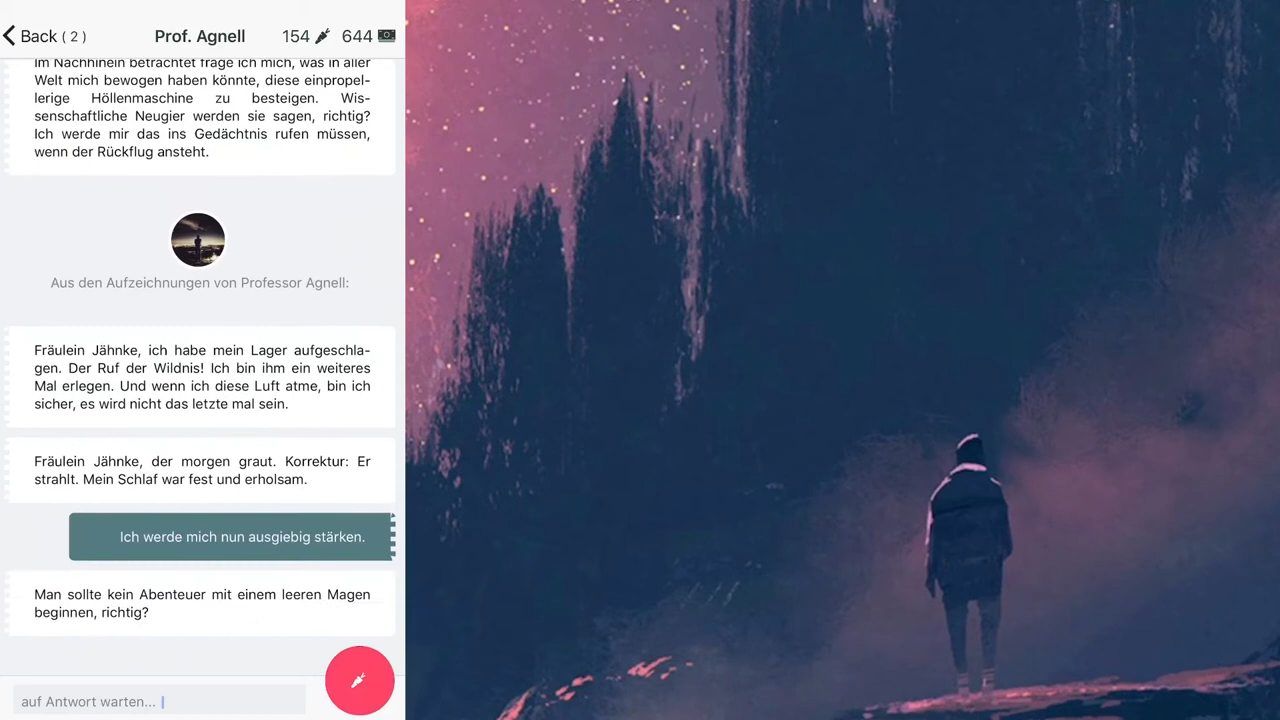 Back ( 2 ) Prof. Agnell 154 644
Im Nachhinein betrachtet frage ich mich, was in aller
Welt mich bewogen haben könnte, diese einpropel-
lerige Höllenmaschine zu besteigen. Wis-
senschaftliche Neugier werden sie sagen, richtig?
Ich werde mir das ins Gedächtnis rufen müssen,
wenn der Rückflug ansteht.
Aus den Aufzeichnungen von Professor Agnell:
Fräulein Jähnke, ich habe mein Lager aufgeschla-
gen. Der Ruf der Wildnis! Ich bin ihm ein weiteres
Mal erlegen. Und wenn ich diese Luft atme, bin ich
sicher, es wird nicht das letzte mal sein.
Fräulein Jähnke, der morgen graut. Korrektur: Er
strahlt. Mein Schlaf war fest und erholsam.
Ich werde mich nun ausgiebig stärken.
Man sollte kein Abenteuer mit einem leeren Magen
beginnen, richtig?
auf Antwort warten...